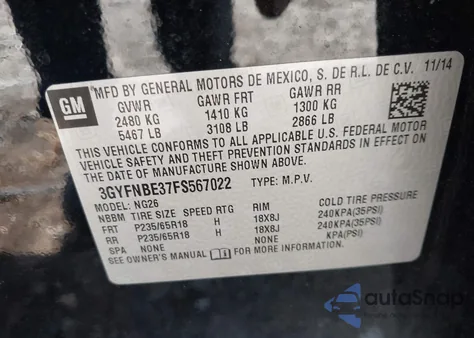 GM
MFD BY GENERAL MOTORS DE MEXICO, S. DE R.L. DE C.V. 11/14
GVWR GAWR FRT GAWR RR
2480 KG 1410 KG 1300 KG
5467 LB 3108 LB 2866 LB
THIS VEHICLE CONFORMS TO ALL APPLICABLE U.S. FEDERAL MOTOR
VEHICLE SAFETY AND THEFT PREVENTION STANDARDS IN EFFECT ON
THE DATE OF MANUFACTURE SHOWN ABOVE.
3GYFNBE37FS567022 TYPE: M.P.V.
MODEL: NG26
NBBM TIRE SIZE SPEED RTG RIM COLD TIRE PRESSURE
FRT P235/65R18 H 18X8J 240KPA(35PSI)
RR P235/65R18 H 18X8J 240KPA(35PSI)
SPA NONE NONE KPA(PSI)
SEE OWNER'S MANUAL FOR MORE INFORMATION.
autoSnap